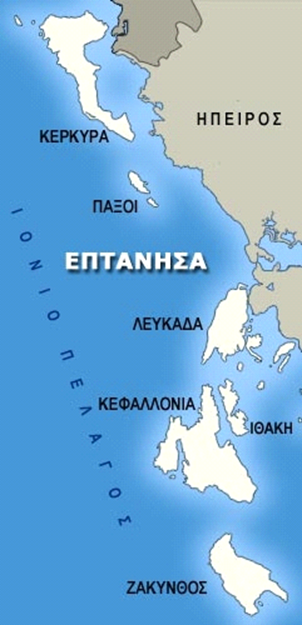 ΗΠΕΙΡΟΣ
ΚΕΡΚΥΡΑ
ΠΑΞΟΙ
ΕΠΤΑΝΗΣΑ
ΙΟΝΙΟ ΠΕΛΑΓΟΣ
ΛΕΥΚΑΔΑ
ΚΕΦΑΛΛΟΝΙΑ
ΙΘΑΚΗ
ΖΑΚΥΝΘΟΣ